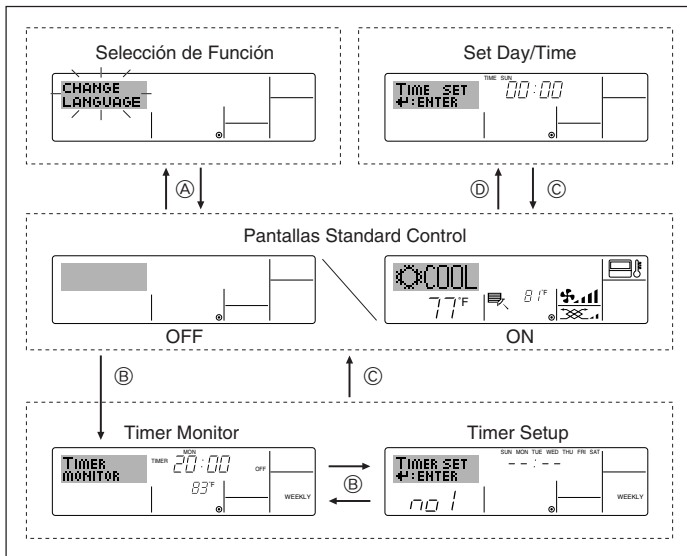 Selección de Función
CHANGE
LANGUAGE
Set Day/Time
TIME SUN
TIME SET
00:00
↵:ENTER
Ⓐ
Ⓓ
Ⓒ
Pantallas Standard Control
COOL
77°F
81°F
OFF
ON
Ⓑ
Ⓒ
Timer Monitor
TIMER
MONITOR
TIMER
MON
20:00
OFF
83°F
WEEKLY
Ⓑ
Timer Setup
SUN MON TUE WED THU FRI SAT
TIMER SET
--:--
↵:ENTER
no 1
WEEKLY